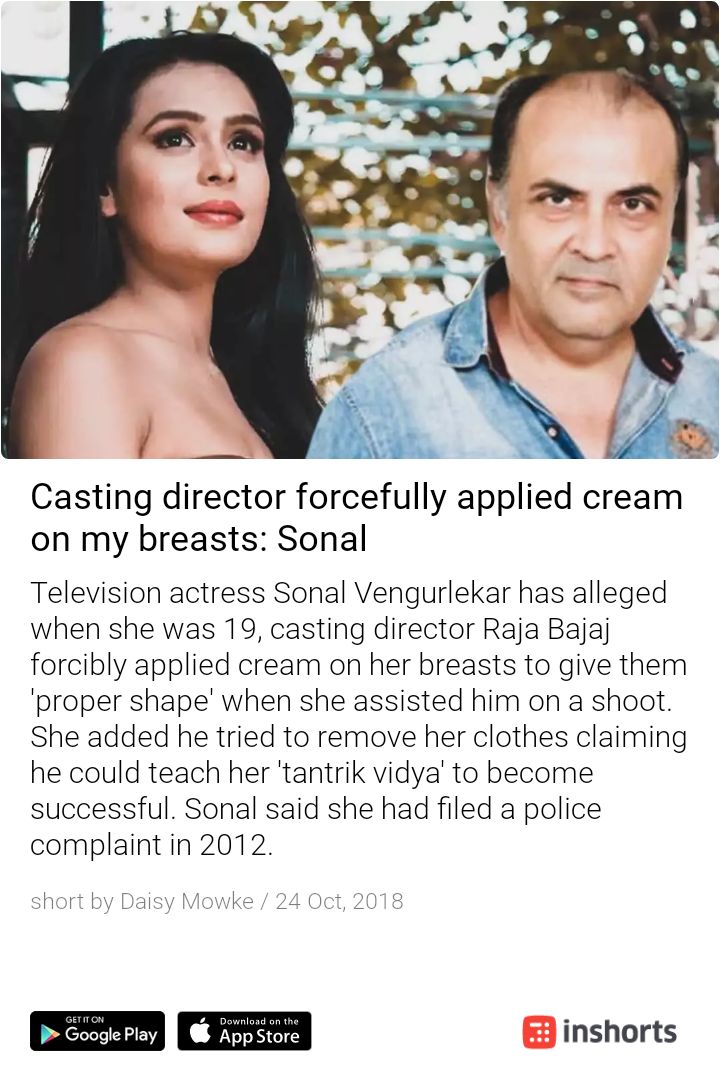 Casting director forcefully applied cream
on my breasts: Sonal
Television actress Sonal Vengurlekar has alleged
when she was 19, casting director Raja Bajaj
forcibly applied cream on her breasts to give them
'proper shape' when she assisted him on a shoot.
She added he tried to remove her clothes claiming
he could teach her 'tantrik vidya' to become
successful. Sonal said she had filed a police
complaint in 2012.
short by Daisy Mowke / 24 Oct, 2018
GET IT ON
Google Play
Download on the
App Store
inshorts